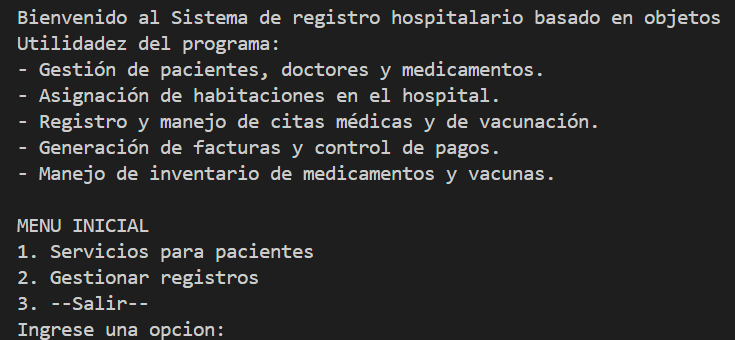 Bienvenido al Sistema de registro hospitalario basado en objetos
Utilidadez del programa:
- Gestión de pacientes, doctores y medicamentos.
- Asignación de habitaciones en el hospital.
- Registro y manejo de citas médicas y de vacunación.
- Generación de facturas y control de pagos.
- Manejo de inventario de medicamentos y vacunas.
MENU INICIAL
1. Servicios para pacientes
2. Gestionar registros
3. --Salir--
Ingrese una opcion: